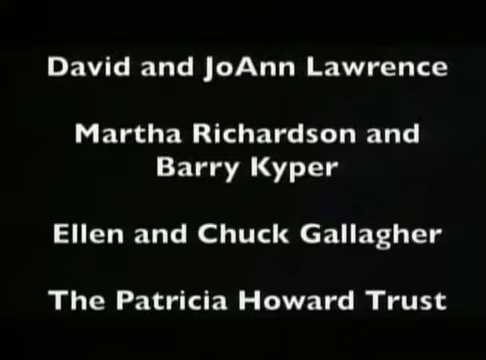 David and JoAnn Lawrence
Martha Richardson and
Barry Kyper
Ellen and Chuck Gallagher
The Patricia Howard Trust